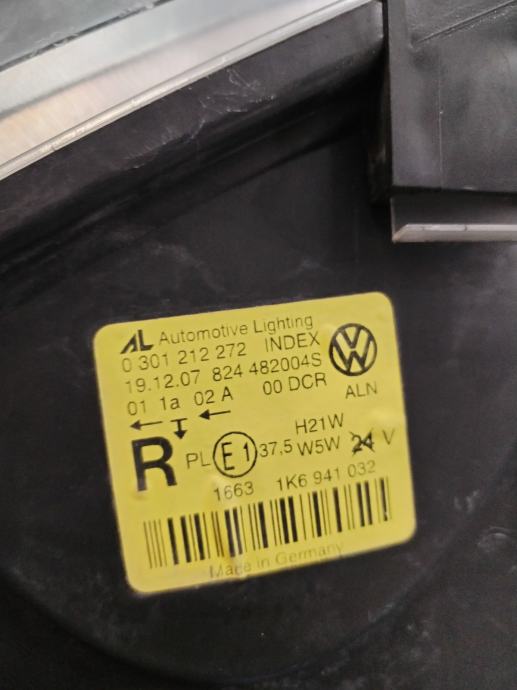 AL Automotive Lighting
0 301 212 272 INDEX
19.12.07 824 482004S
01 1a 02 A 00 DCR
ALN
H21W
R PL E1 37,5 W5W 24 V
1663 1K6 941 032
Made in Germany